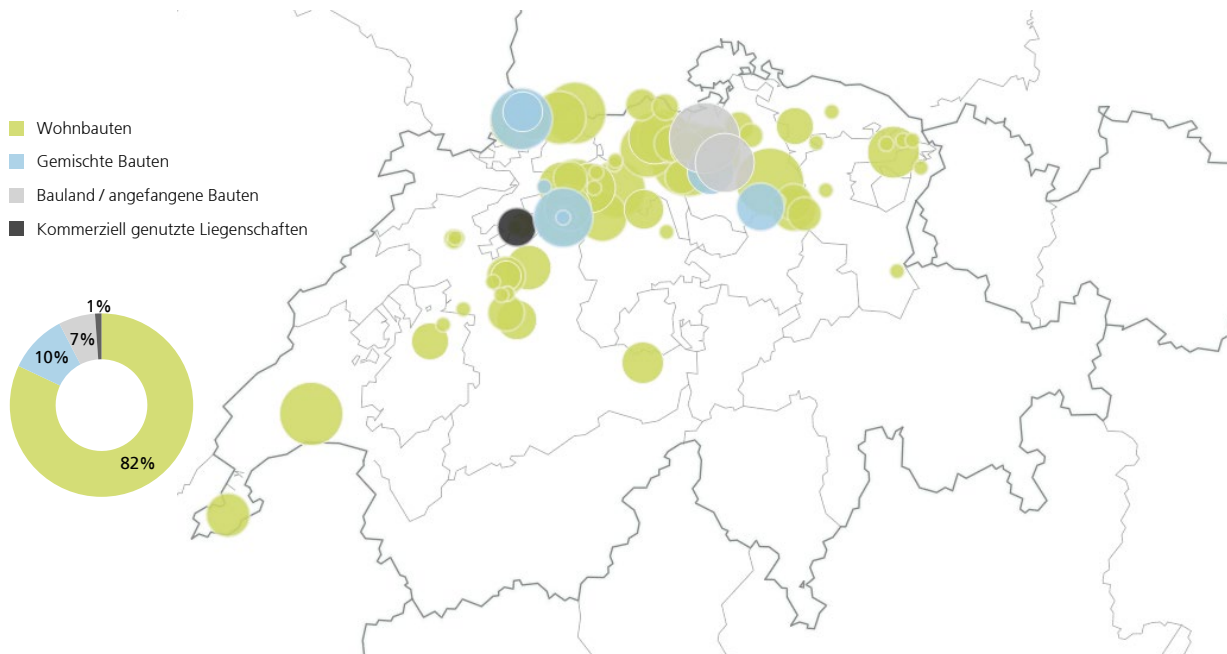 Wohnbauten
Gemischte Bauten
Bauland / angefangene Bauten
Kommerziell genutzte Liegenschaften
1%
7%
10%
82%